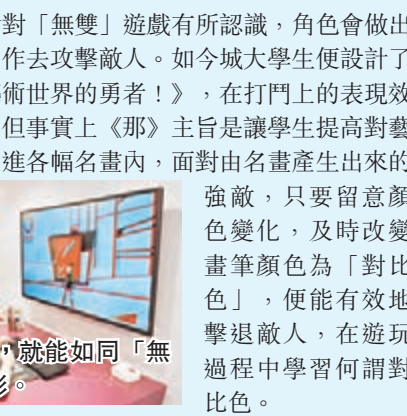 對「無雙」遊戲有所認識，角色會做出
作去攻擊敵人。如今城大學生便設計了
術世界的勇者！》，在打鬥上的表現效
但事實上《那》主旨是讓學生提高對藝
進各幅名畫內，面對由名畫產生出來的
強敵，只要留意顏
色變化，及時改變
畫筆顏色為「對比
色」，便能有效地
擊退敵人，在遊玩
過程中學習何謂對
比色。
，就能如同「無
。